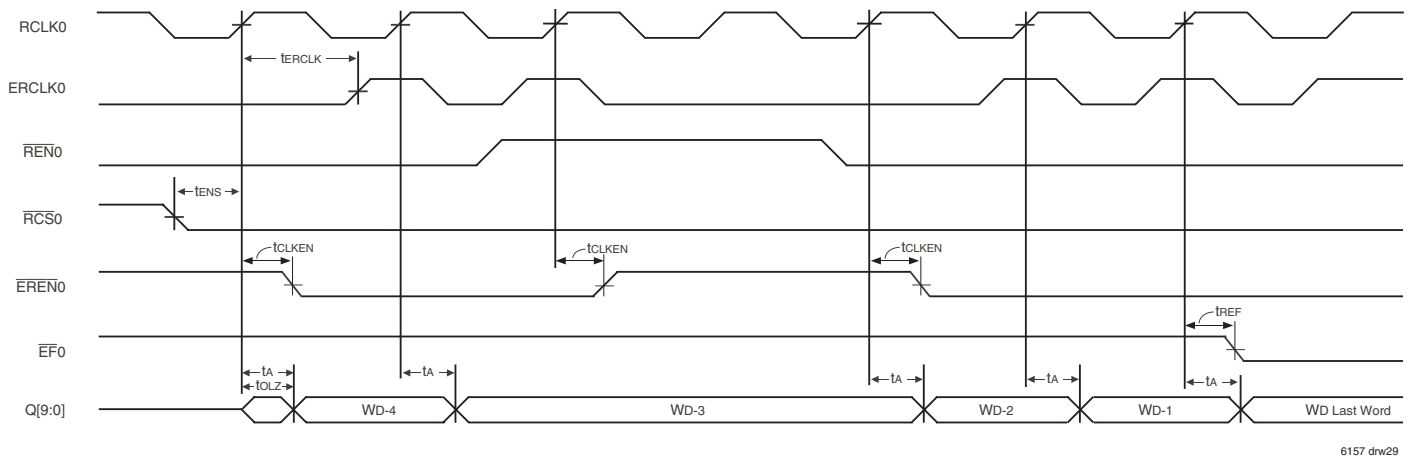 RCLK0
tERCLK
ERCLK0
REN0
tENS
RCS0
tCLKEN tCLKEN tCLKEN
EREN0
tREF
EF0
tA tA tA tA tA
tOLZ
Q[9:0] WD-4 WD-3 WD-2 WD-1 WD Last Word
6157 drw29